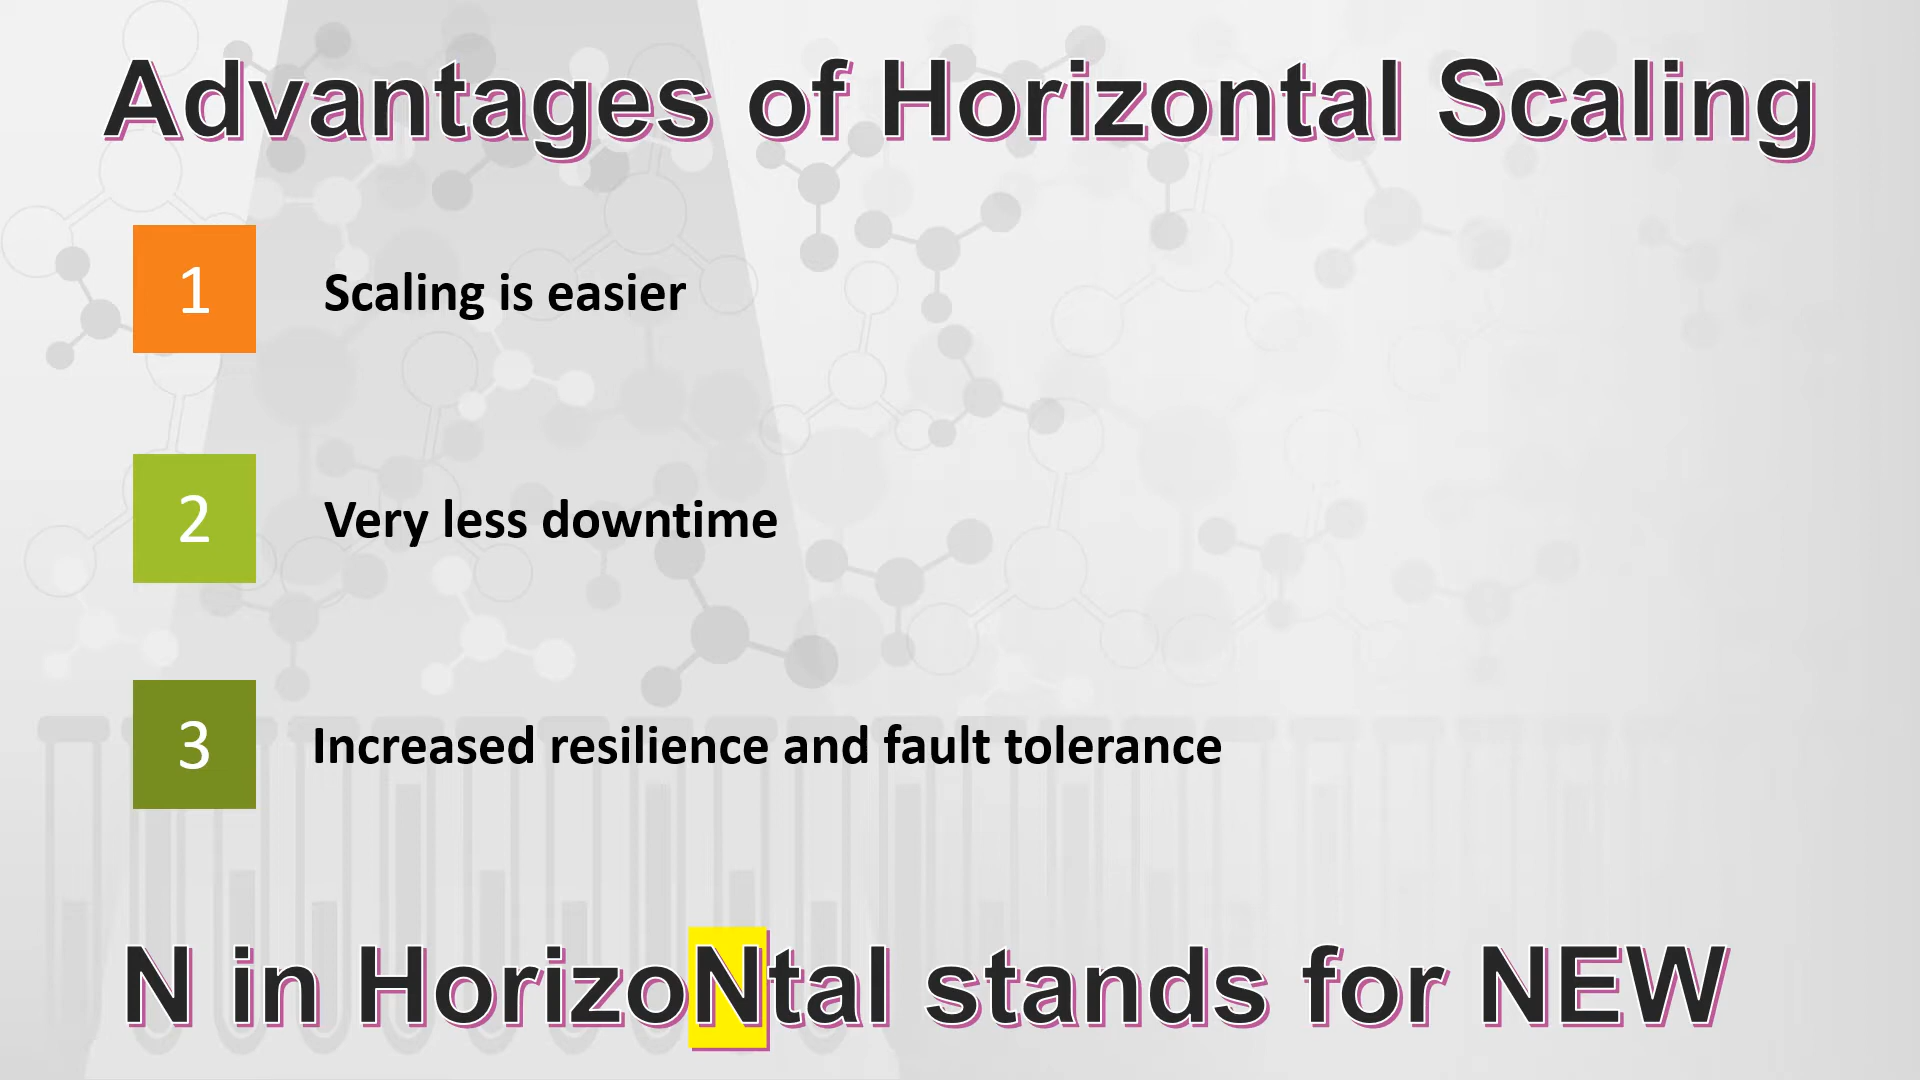 Advantages of Horizontal Scaling
1 Scaling is easier
2 Very less downtime
3 Increased resilience and fault tolerance
N in HorizoNtal stands for NEW